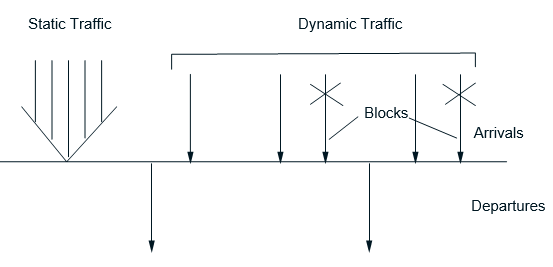 Static Traffic
Dynamic Traffic
Blocks
Arrivals
Departures